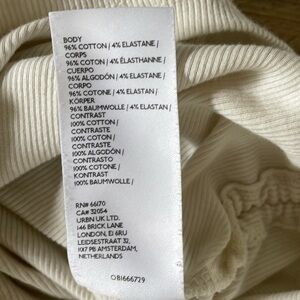 BODY
96% COTTON / 4% ELASTANE /
CORPS
96% COTON / 4% ÉLASTHANNE /
CUERPO
96% ALGODÓN / 4% ELASTANE /
CORPO
96% COTONE / 4% ELASTAN /
KÖRPER
96% BAUMWOLLE / 4% ELASTAN /
CONTRAST
100% COTTON /
CONTRASTE
100% COTON /
CONTRASTE
100% ALGODÓN /
CONTRASTO
100% COTONE /
KONTRAST
100% BAUMWOLLE /
RN# 66170
CA# 32054
URBN UK LTD.
146 BRICK LANE
LONDON, E1 6RU
LEIDSESTRAAT 32,
1017 PB AMSTERDAM,
NETHERLANDS
OB1666729